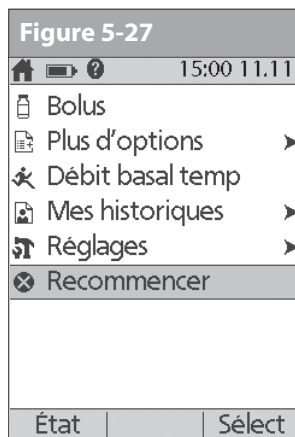 Figure 5-27
15:00 11.11
Bolus
Plus d'options
Débit basal temp
Mes historiques
Réglages
Recommencer
État Sélect